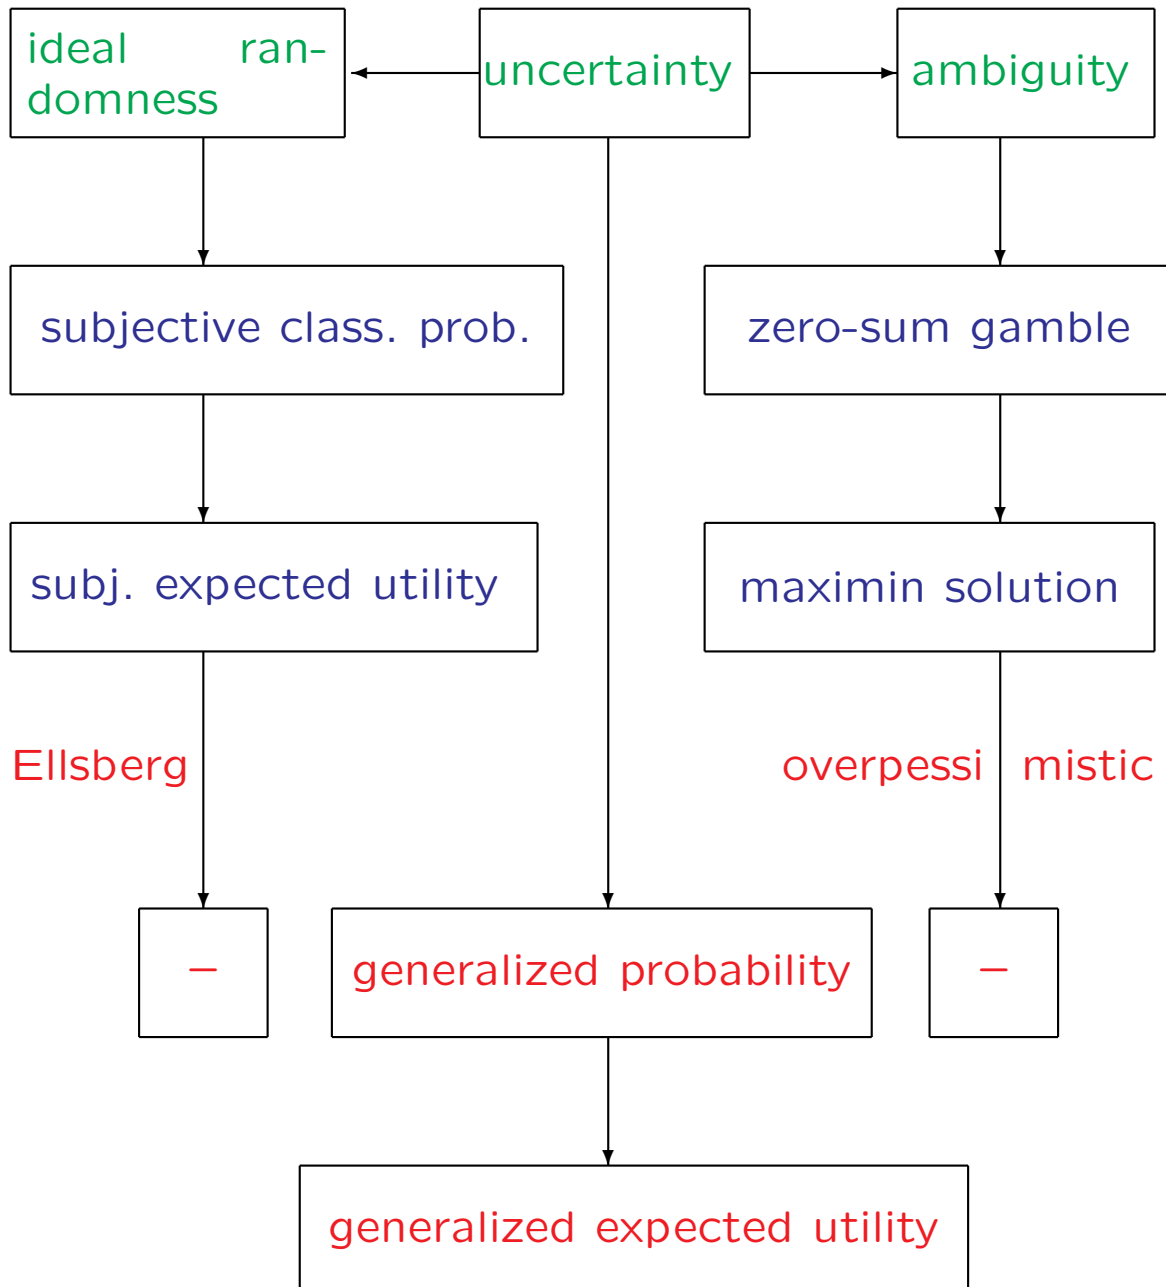 ideal ran-
domness
uncertainty
ambiguity
subjective class. prob.
zero-sum gamble
subj. expected utility
maximin solution
Ellsberg
overpessi mistic
–
generalized probability
–
generalized expected utility